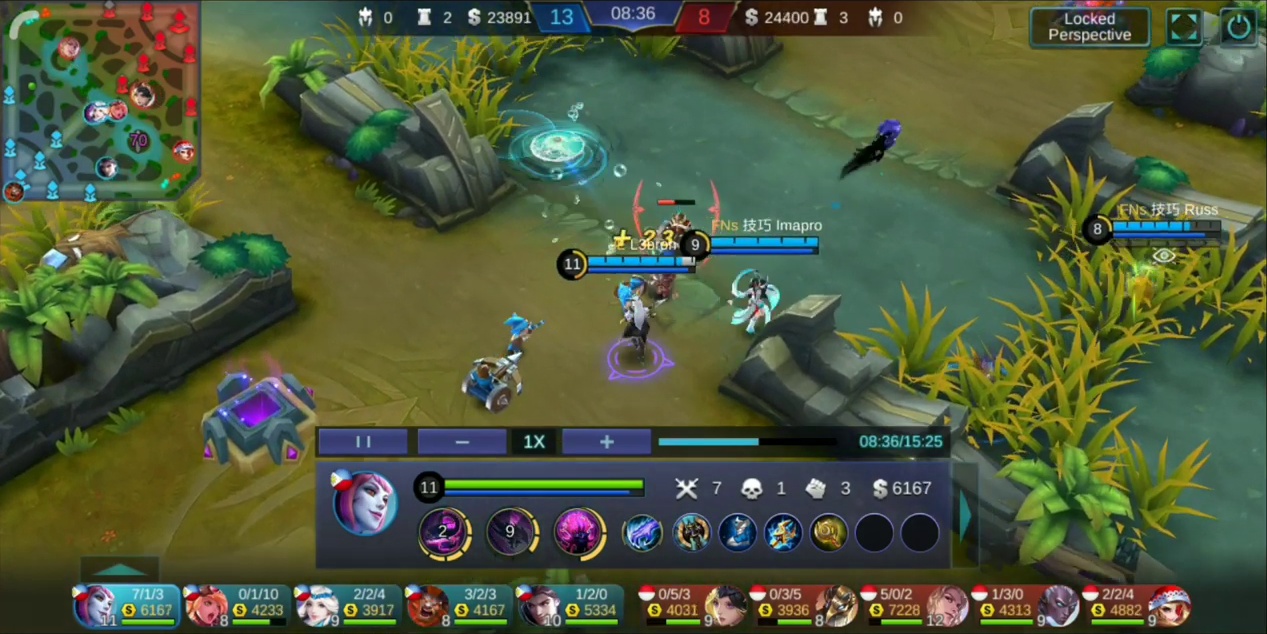 0 2 $ 23891 13 08:36 8 $ 24400 3 0
Locked
Perspective
70
FNs 技巧 Russ
8
FNs 技巧 Imapro
9
+ 23
11
1X
08:36/15:25
11
7 1 3 $ 6167
2 9
7/1/3 0/1/10 2/2/4 3/2/3 1/2/0 0/5/3 0/3/5 5/0/2 1/3/0 2/2/4
6167 4233 3917 4167 5334 4031 3936 7228 4313 4882
11 8 9 8 10 9 8 12 9 9